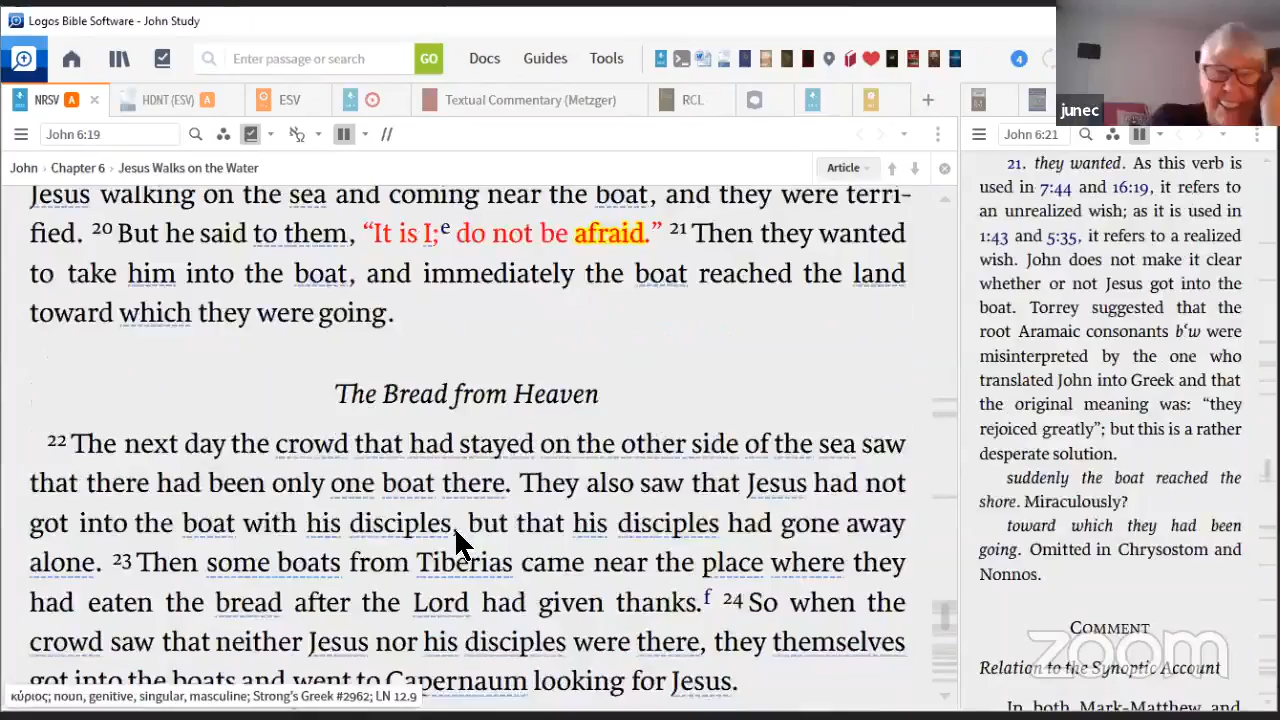 Logos Bible Software - John Study
Enter passage or search
GO
Docs
Guides
Tools
4
junec
NRSV A
HDNT (ESV) A
ESV
Textual Commentary (Metzger)
RCL
John 6:19
John › Chapter 6 › Jesus Walks on the Water
Article
Jesus walking on the sea and coming near the boat, and they were terri-
fied. 20 But he said to them, “It is I;e do not be afraid.” 21 Then they wanted
to take him into the boat, and immediately the boat reached the land
toward which they were going.
The Bread from Heaven
22 The next day the crowd that had stayed on the other side of the sea saw
that there had been only one boat there. They also saw that Jesus had not
got into the boat with his disciples, but that his disciples had gone away
alone. 23 Then some boats from Tiberias came near the place where they
had eaten the bread after the Lord had given thanks.f 24 So when the
crowd saw that neither Jesus nor his disciples were there, they themselves
got into the boats and went to Capernaum looking for Jesus.
κύριος; noun, genitive, singular, masculine; Strong's Greek #2962; LN 12.9
John 6:21
21. they wanted. As this verb is
used in 7:44 and 16:19, it refers to
an unrealized wish; as it is used in
1:43 and 5:35, it refers to a realized
wish. John does not make it clear
whether or not Jesus got into the
boat. Torrey suggested that the
root Aramaic consonants b‘w were
misinterpreted by the one who
translated John into Greek and that
the original meaning was: “they
rejoiced greatly”; but this is a rather
desperate solution.
suddenly the boat reached the
shore. Miraculously?
toward which they had been
going. Omitted in Chrysostom and
Nonnos.
COMMENT
Relation to the Synoptic Account
In both Mark-Matthew and
zoom